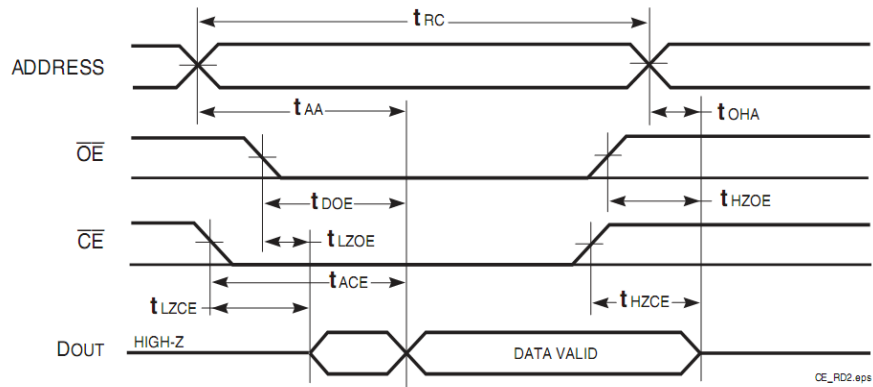 tRC
ADDRESS
tAA
tOHA
OE
tDOE
tHZOE
CE
tLZOE
tACE
tLZCE
tHZCE
DOUT
HIGH-Z
DATA VALID
CE_RD2.eps